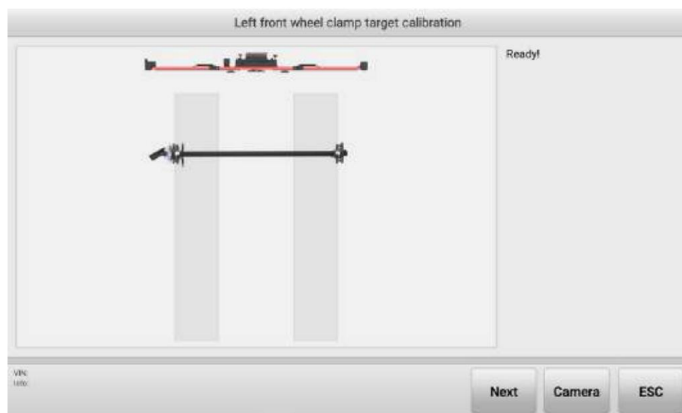 Left front wheel clamp target calibration
Ready!
VIN:
Info:
Next
Camera
ESC